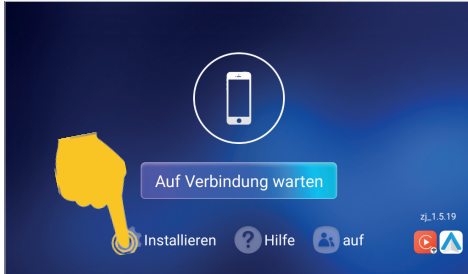 Auf Verbindung warten
zj_1.5.19
Installieren
? Hilfe
auf